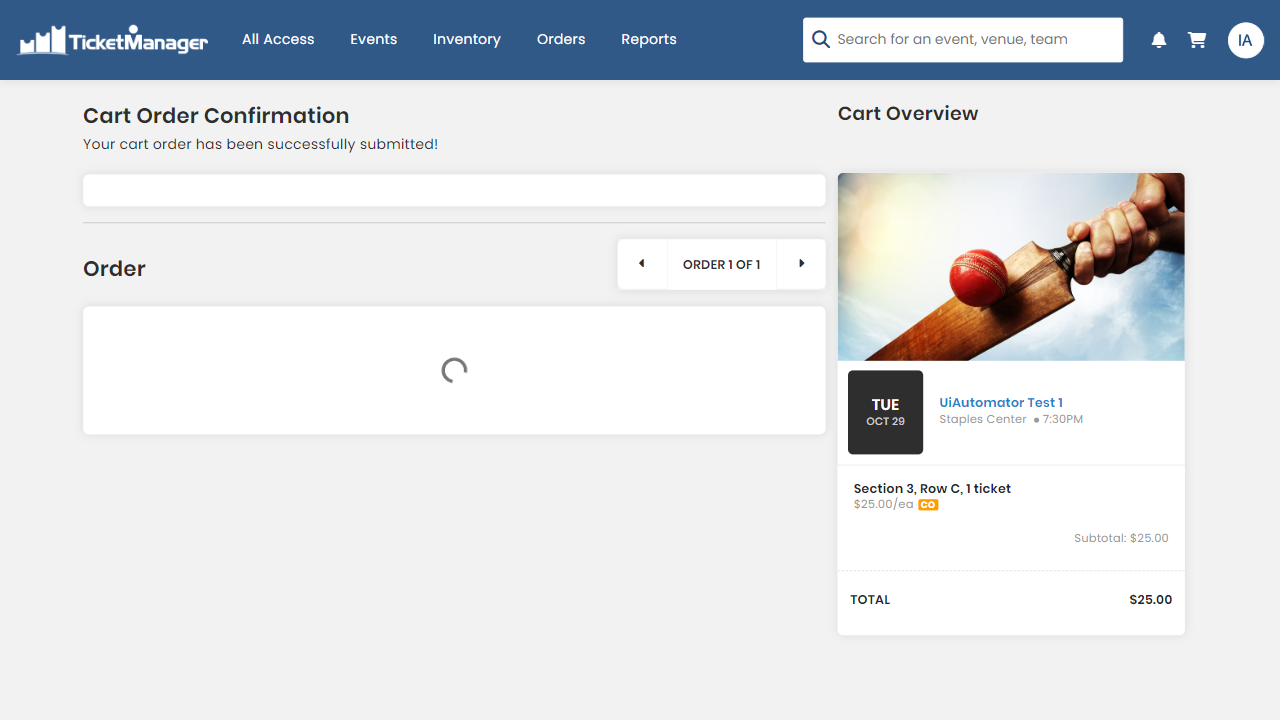 TicketManager
All Access
Events
Inventory
Orders
Reports
Search for an event, venue, team
IA
Cart Order Confirmation
Your cart order has been successfully submitted!
Order
ORDER 1 OF 1
Cart Overview
TUE
OCT 29
UiAutomator Test 1
Staples Center ● 7:30PM
Section 3, Row C, 1 ticket
$25.00/ea CO
Subtotal: $25.00
TOTAL
$25.00